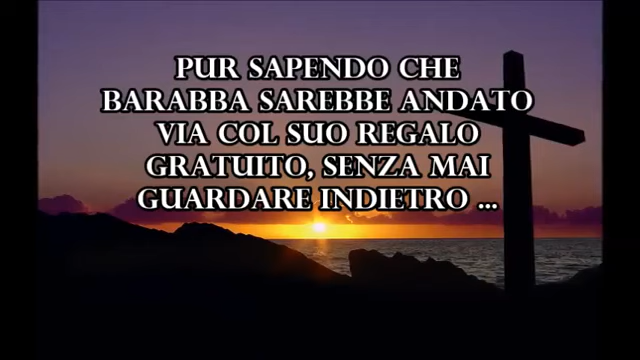 PUR SAPENDO CHE
BARABBA SAREBBE ANDATO
VIA COL SUO REGALO
GRATUITO, SENZA MAI
GUARDARE INDIETRO ...